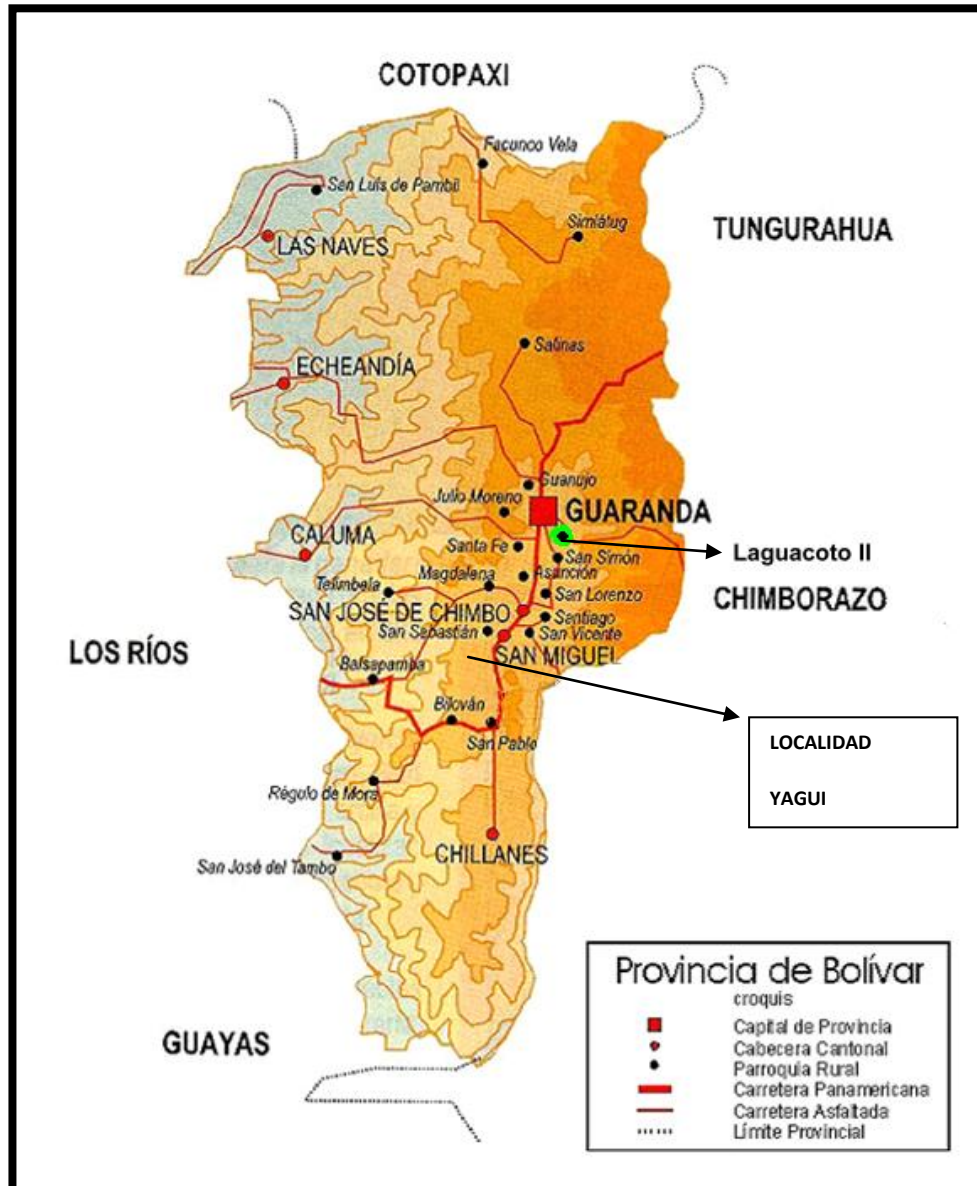 COTOPAXI
Facunco Vela
San Luis de Pambil
TUNGURAHUA
Simiátug
LAS NAVES
Salinas
ECHEANDÍA
Guanujo
Julio Moreno
GUARANDA
CALUMA
Santa Fe
San Simón
Laguacoto II
Telimbela
Magdalena
Asunción
San Lorenzo
CHIMBORAZO
SAN JOSÉ DE CHIMBO
Santiago
San Sebastián
San Vicente
LOS RÍOS
SAN MIGUEL
Balsapamba
Bilován
San Pablo
LOCALIDAD
YAGUI
Régulo de Mora
CHILLANES
San José del Tambo
GUAYAS
Provincia de Bolívar
croquis
Capital de Provincia
Cabecera Cantonal
Parroquia Rural
Carretera Panamericana
Carretera Asfaltada
Límite Provincial